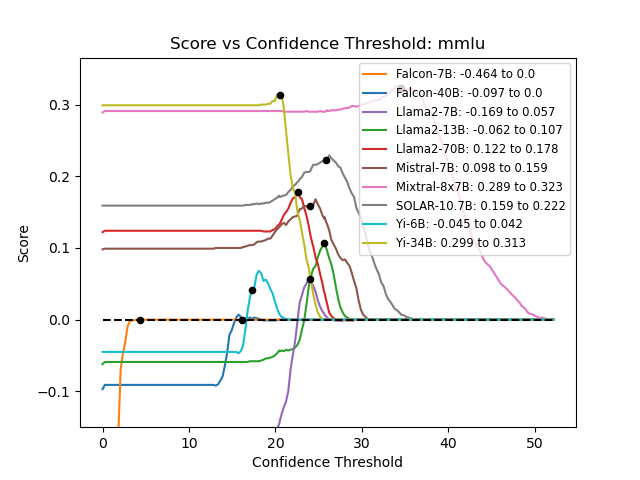 Score vs Confidence Threshold: mmlu
Falcon-7B: -0.464 to 0.0
Falcon-40B: -0.097 to 0.0
Llama2-7B: -0.169 to 0.057
Llama2-13B: -0.062 to 0.107
Llama2-70B: 0.122 to 0.178
Mistral-7B: 0.098 to 0.159
Mixtral-8x7B: 0.289 to 0.323
SOLAR-10.7B: 0.159 to 0.222
Yi-6B: -0.045 to 0.042
Yi-34B: 0.299 to 0.313
Score
0.3
0.2
0.1
0.0
−0.1
0 10 20 30 40 50
Confidence Threshold